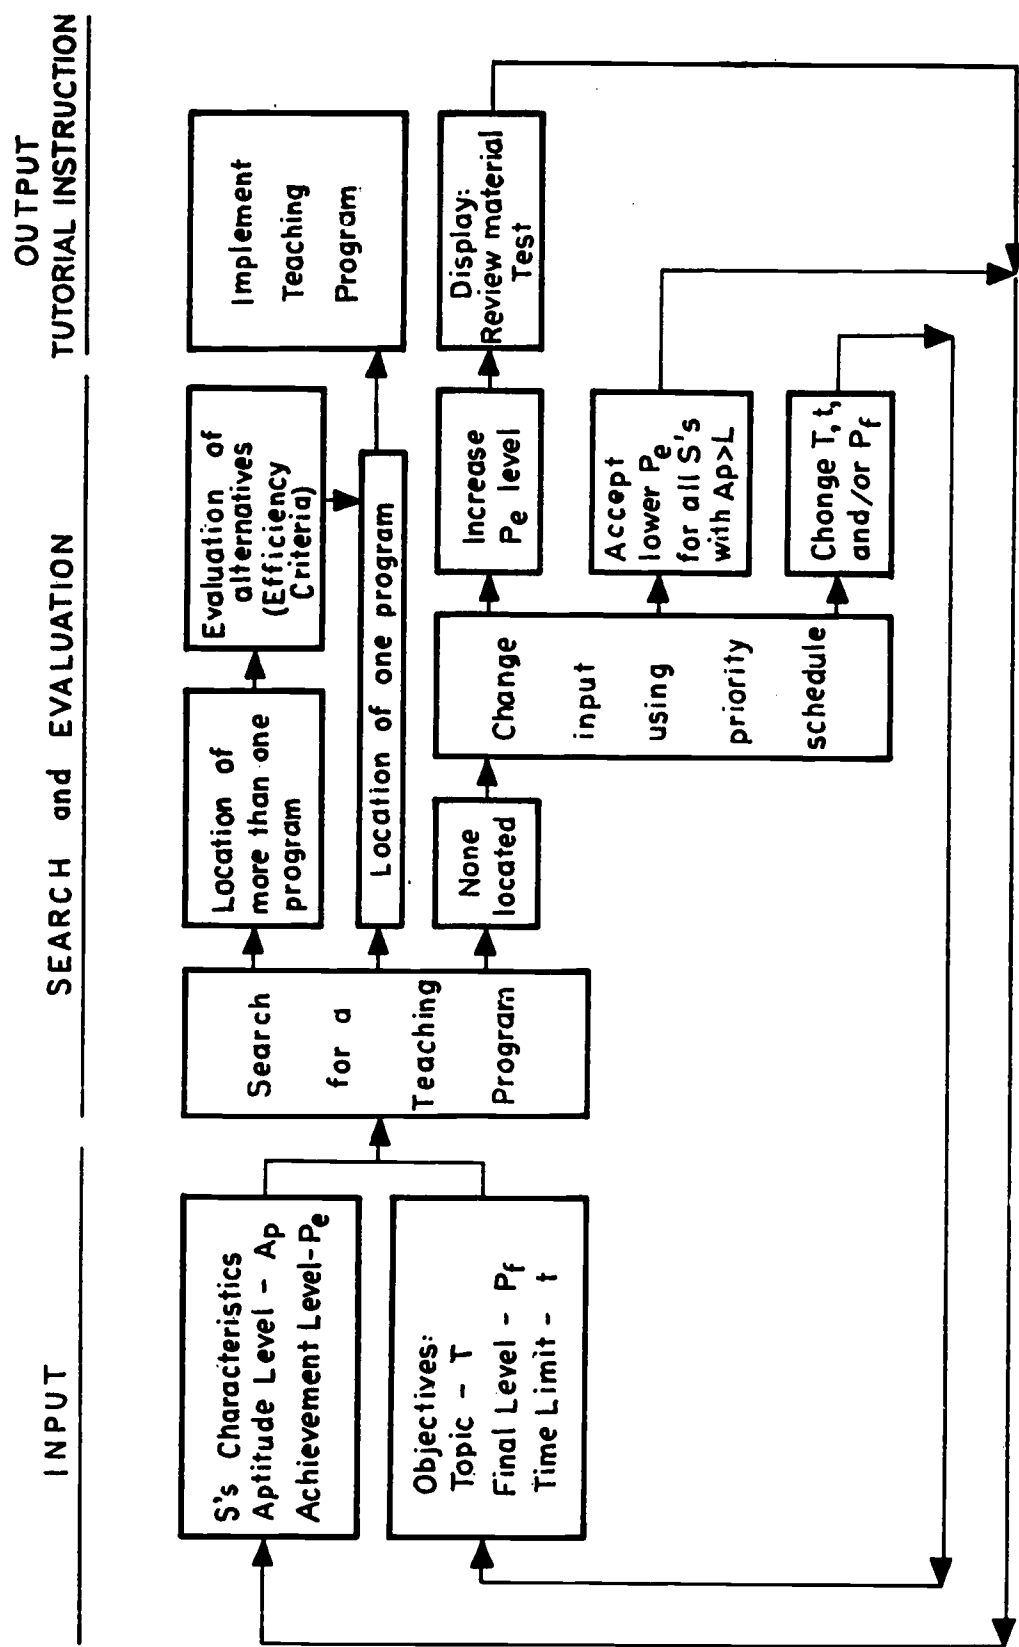 INPUT
SEARCH and EVALUATION
OUTPUT
TUTORIAL INSTRUCTION
S's Characteristics
Aptitude Level - Ap
Achievement Level-Pe
Objectives:
Topic - T
Final Level - Pf
Time Limit - t
Search
for a
Teaching
Program
Location of
more than one
program
Evaluation of
alternatives
(Efficiency
Criteria)
Location of one program
Implement
Teaching
Program
None
located
Change
input
using
priority
schedule
Increase
Pe level
Display:
Review material
Test
Accept
lower Pe
for all S's
with Ap>L
Chonge T, t,
and/or Pf